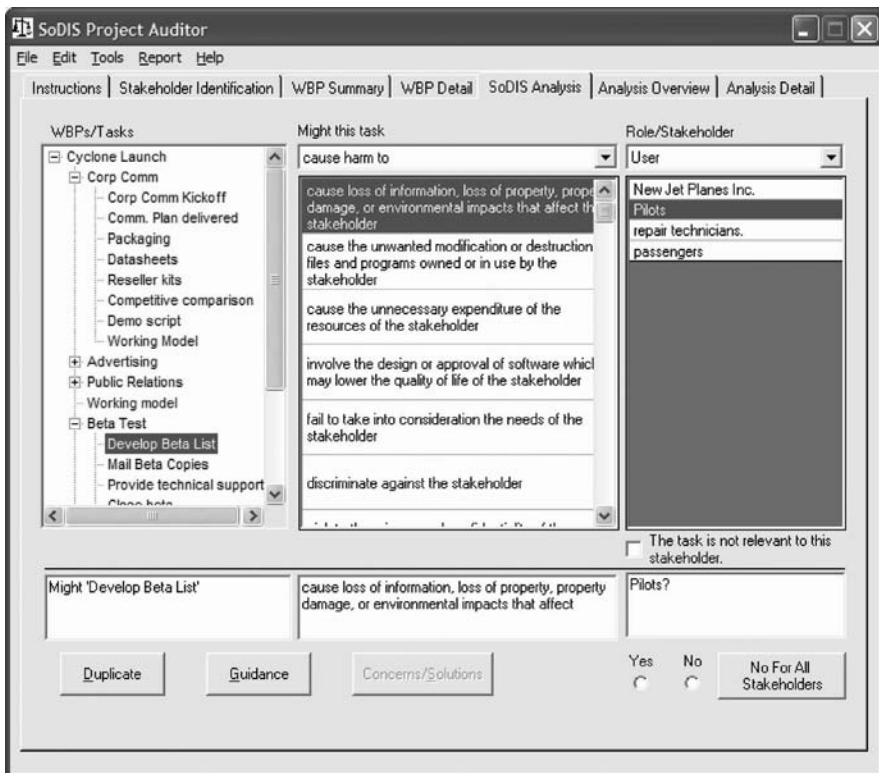 SoDIS Project Auditor
File Edit Tools Report Help
Instructions
Stakeholder Identification
WBP Summary
WBP Detail
SoDIS Analysis
Analysis Overview
Analysis Detail
WBPs/Tasks
Cyclone Launch
Corp Comm
Corp Comm Kickoff
Comm. Plan delivered
Packaging
Datasheets
Reseller kits
Competitive comparison
Demo script
Working Model
Advertising
Public Relations
Working model
Beta Test
Develop Beta List
Mail Beta Copies
Provide technical support
Might this task
cause harm to
cause loss of information, loss of property, prope
damage, or environmental impacts that affect th
stakeholder
cause the unwanted modification or destruction
files and programs owned or in use by the
stakeholder
cause the unnecessary expenditure of the
resources of the stakeholder
involve the design or approval of software which
may lower the quality of life of the stakeholder
fail to take into consideration the needs of the
stakeholder
discriminate against the stakeholder
Role/Stakeholder
User
New Jet Planes Inc.
Pilots
repair technicians.
passengers
The task is not relevant to this
stakeholder.
Might 'Develop Beta List'
cause loss of information, loss of property, property
damage, or environmental impacts that affect
Pilots?
Duplicate
Guidance
Concerns/Solutions
Yes
No
No For All
Stakeholders